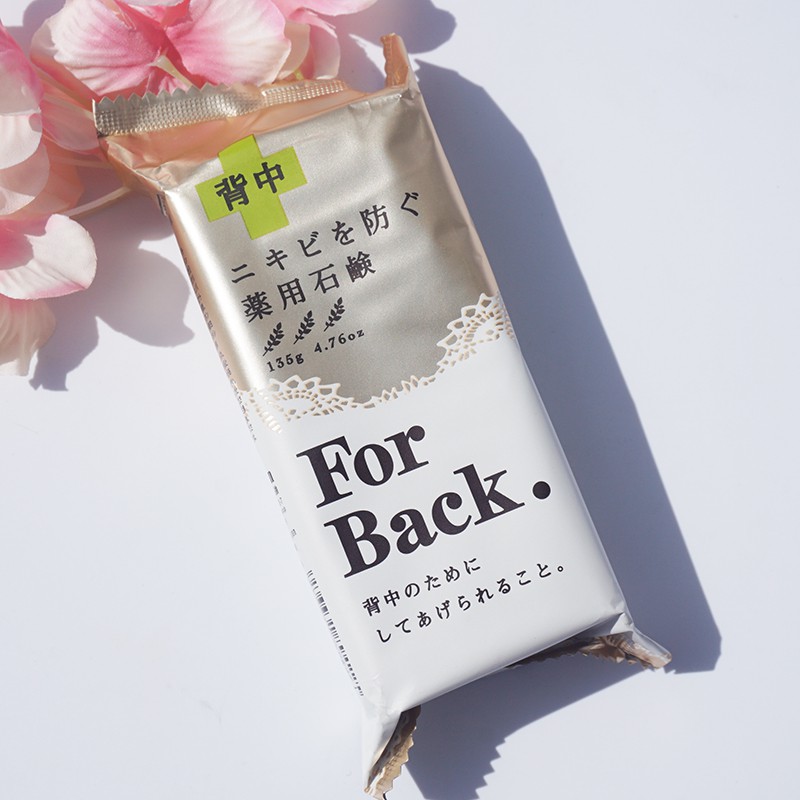 背中
ニキビを防ぐ
薬用石鹸
135g 4.76oz
For
Back.
背中のために
してあげられること。